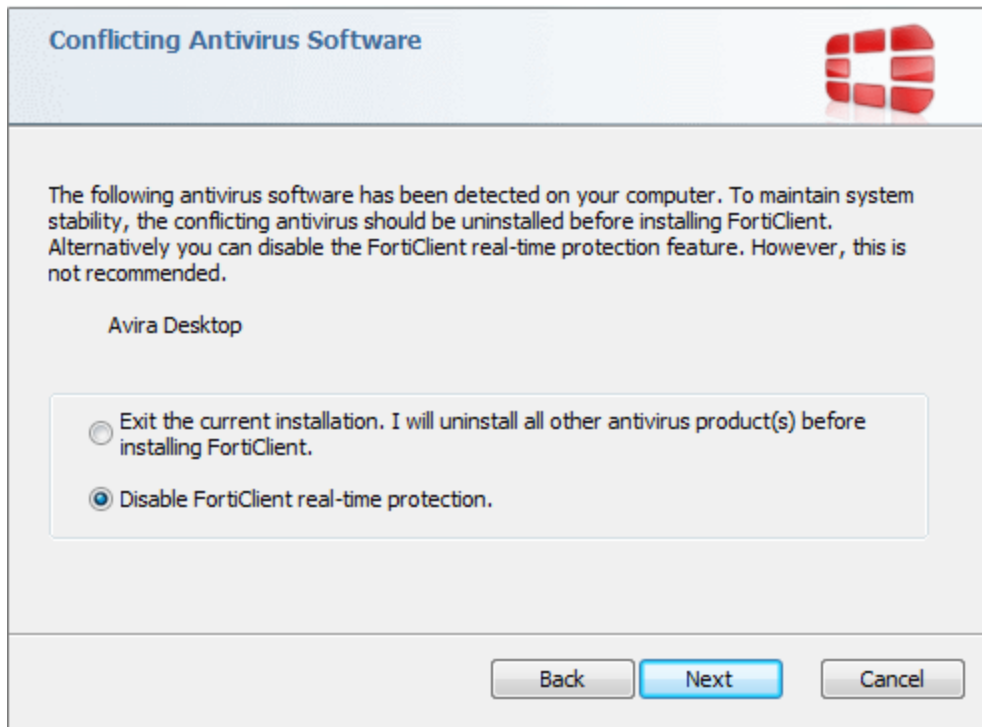 Conflicting Antivirus Software
The following antivirus software has been detected on your computer. To maintain system
stability, the conflicting antivirus should be uninstalled before installing FortiClient.
Alternatively you can disable the FortiClient real-time protection feature. However, this is
not recommended.
Avira Desktop
Exit the current installation. I will uninstall all other antivirus product(s) before
installing FortiClient.
Disable FortiClient real-time protection.
Back Next Cancel